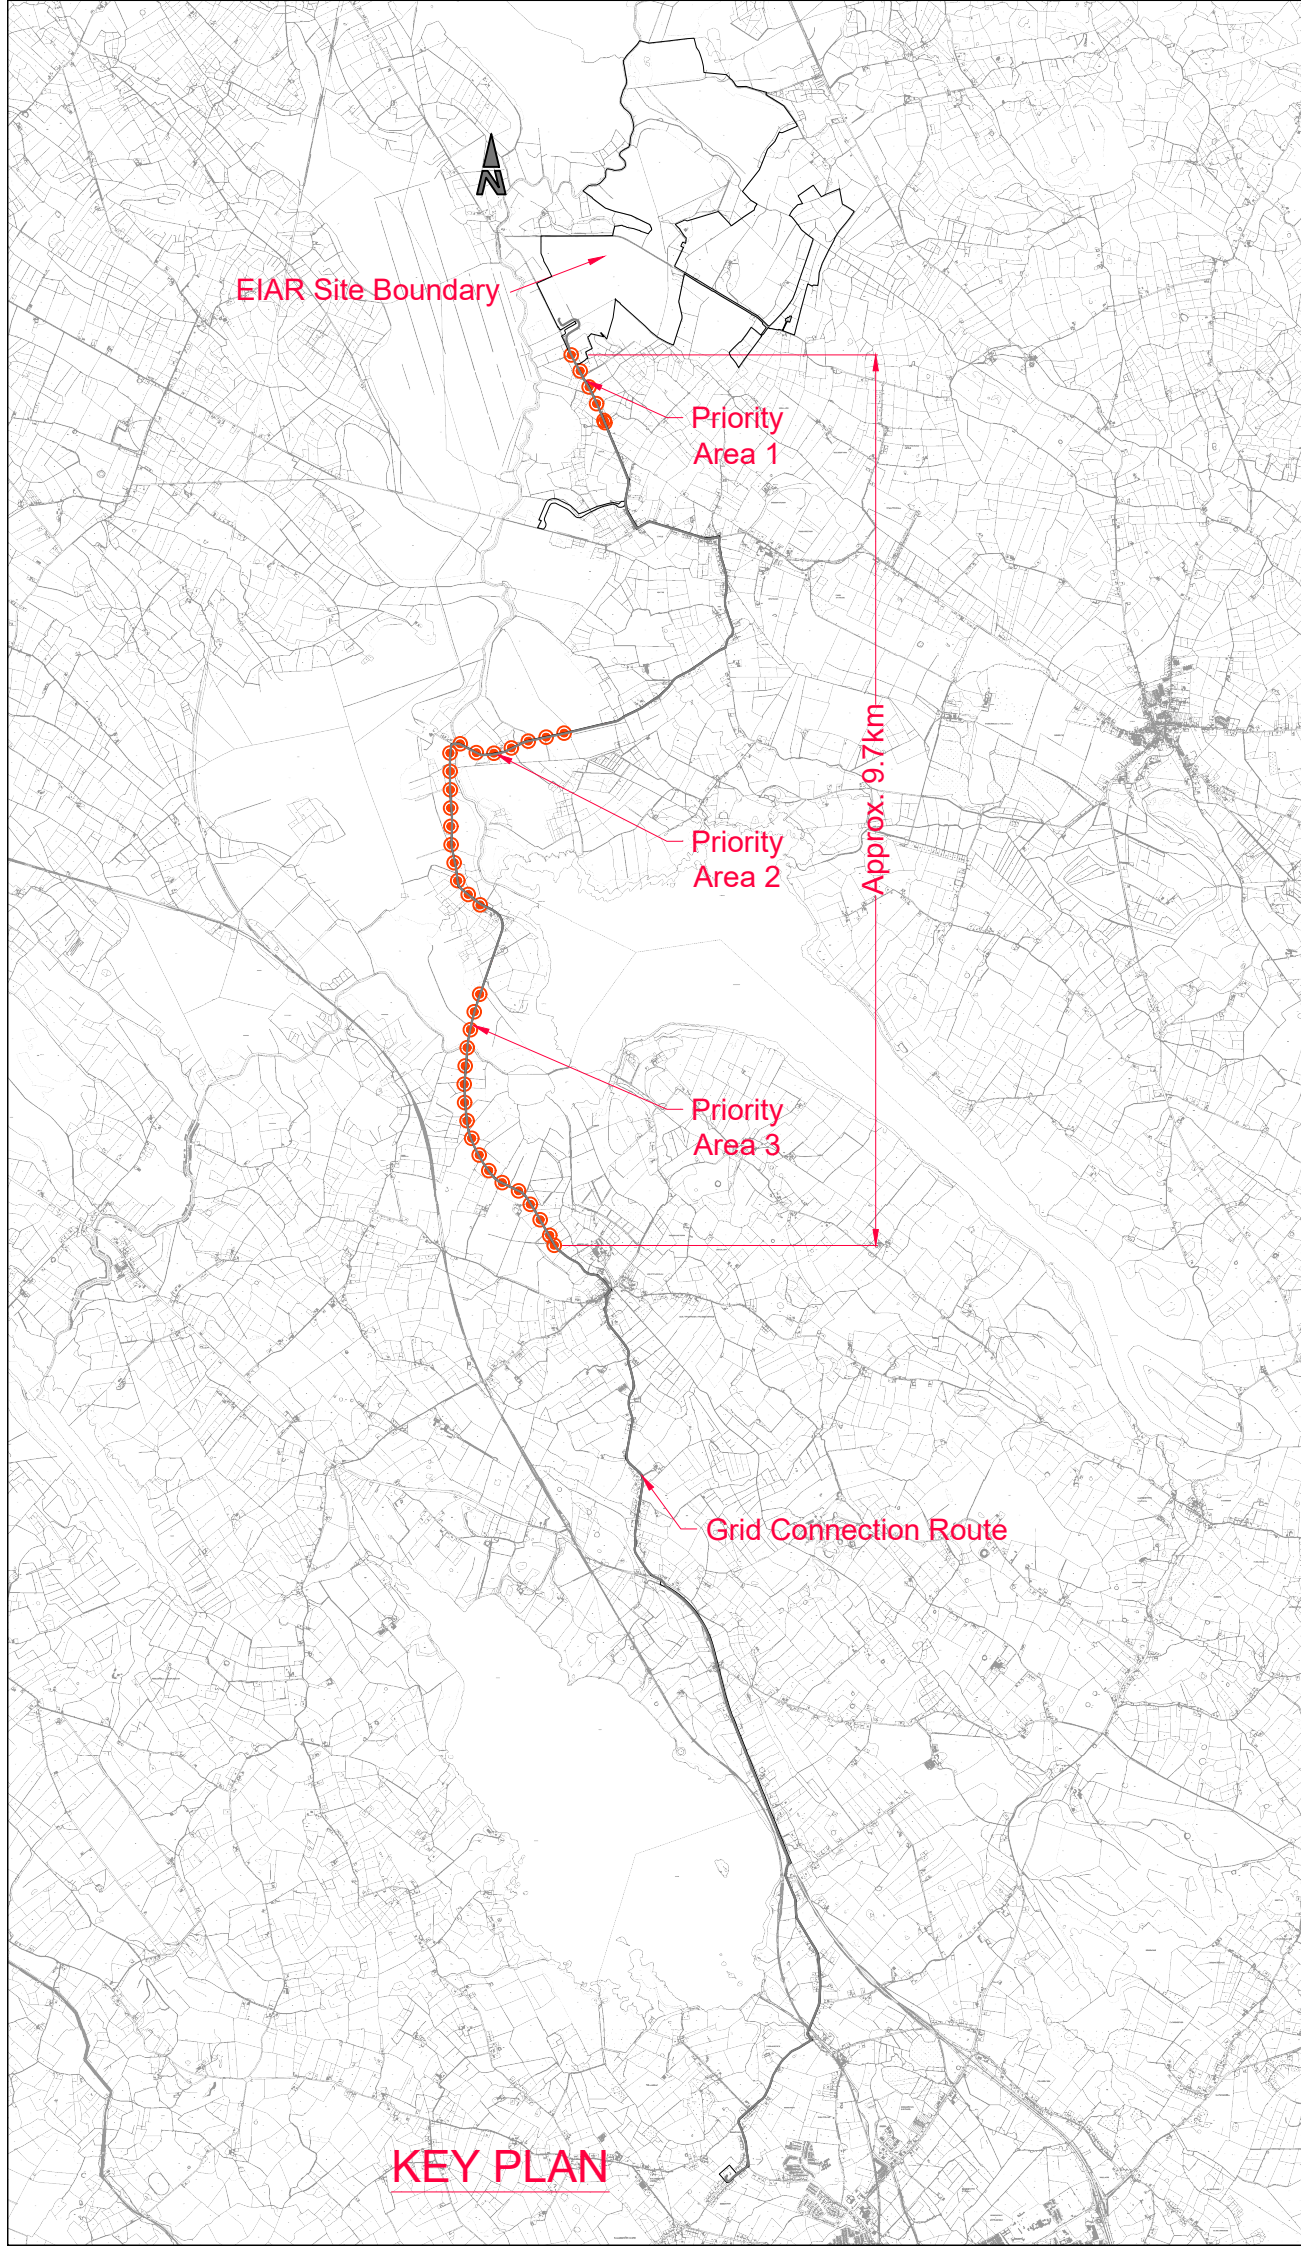 N
EIAR Site Boundary
Priority
Area 1
Approx. 9.7km
Priority
Area 2
Priority
Area 3
Grid Connection Route
KEY PLAN